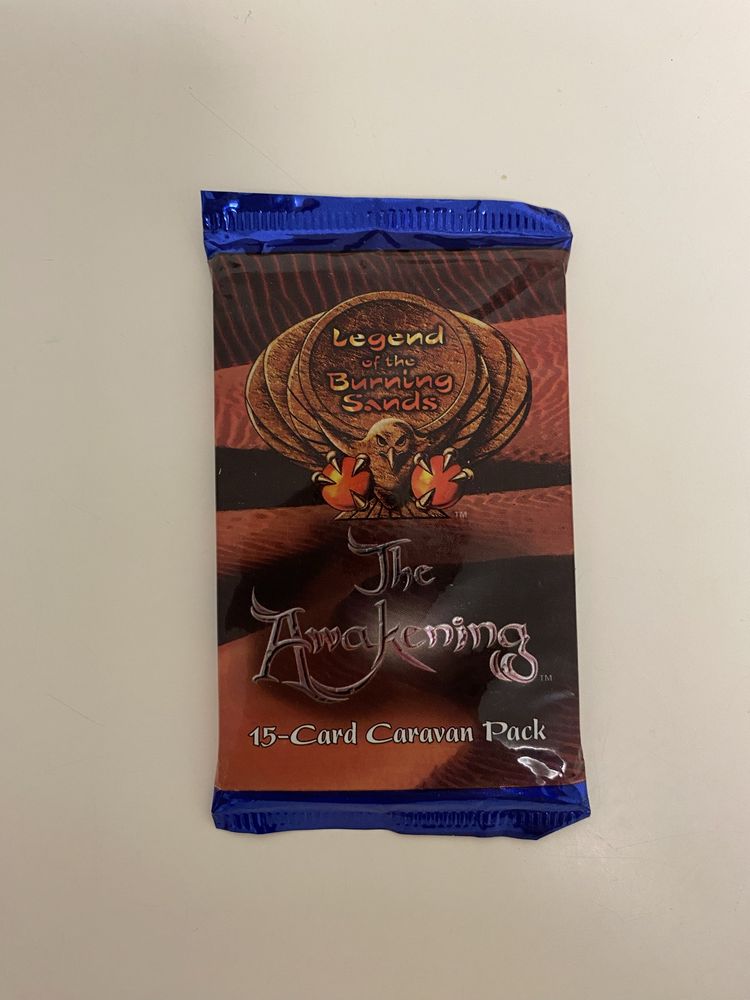 Legend
of the
Burning
Sands
TM
The
Awakening
TM
15-Card Caravan Pack